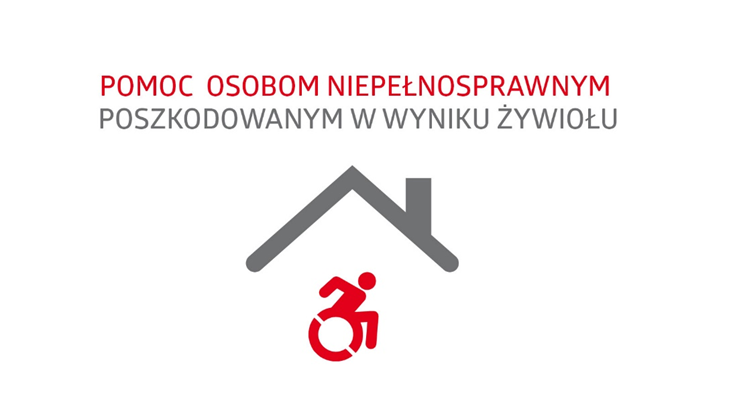 POMOC OSOBOM NIEPEŁNOSPRAWNYM
POSZKODOWANYM W WYNIKU ŻYWIOŁU